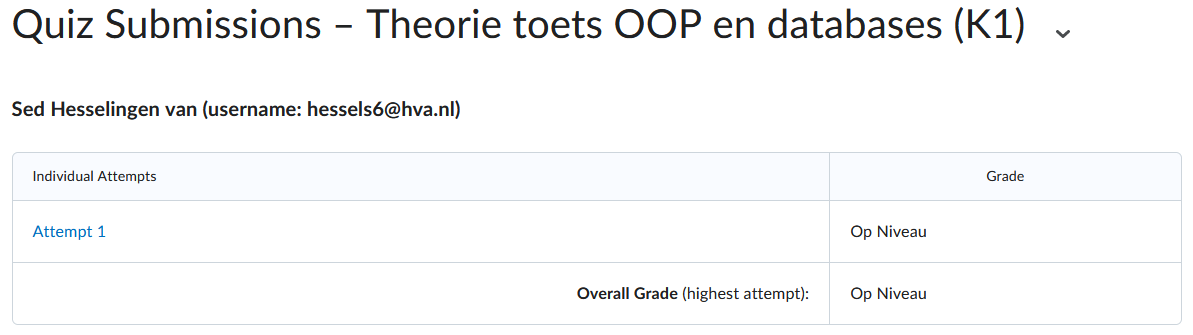 Quiz Submissions – Theorie toets OOP en databases (K1)
Sed Hesselingen van (username: hessels6@hva.nl)
Individual Attempts Grade
Attempt 1 Op Niveau
Overall Grade (highest attempt): Op Niveau